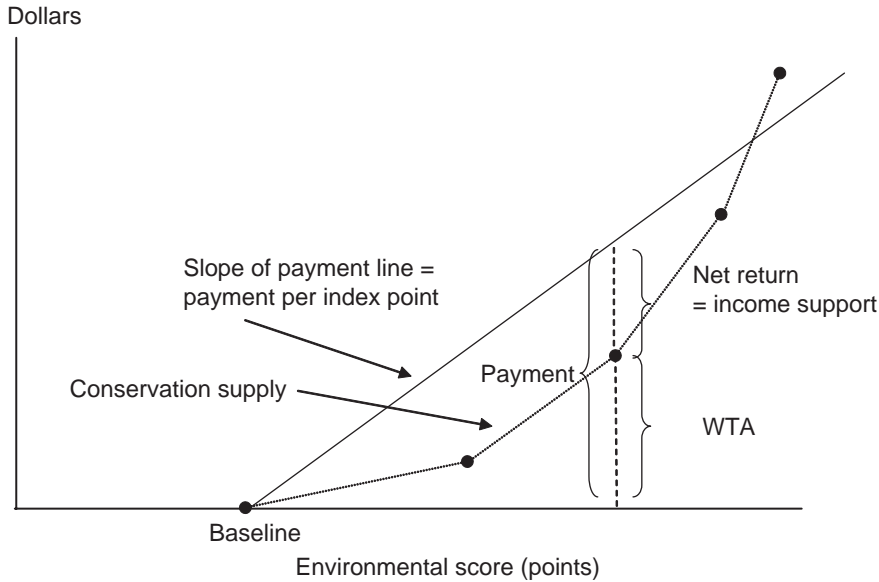 Dollars
Slope of payment line =
payment per index point
Net return
= income support
Payment
Conservation supply
WTA
Baseline
Environmental score (points)